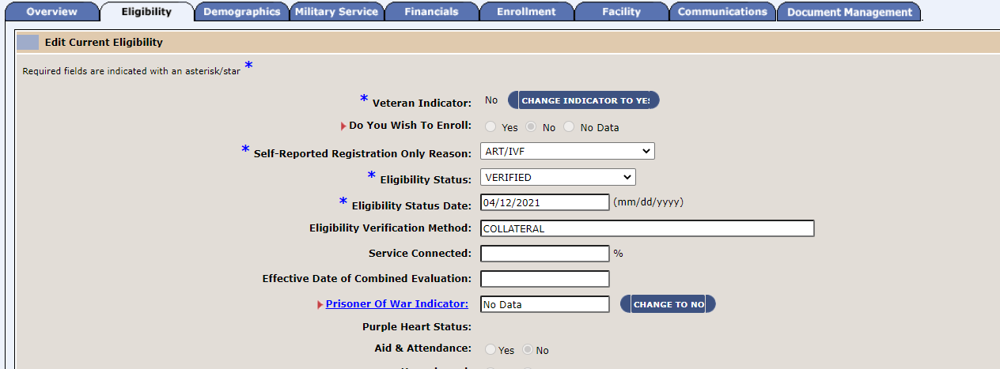 Overview Eligibility Demographics Military Service Financials Enrollment Facility Communications Document Management
Edit Current Eligibility
Required fields are indicated with an asterisk/star *
* Veteran Indicator: No CHANGE INDICATOR TO YES
Do You Wish To Enroll: Yes No No Data
* Self-Reported Registration Only Reason: ART/IVF
* Eligibility Status: VERIFIED
* Eligibility Status Date: 04/12/2021 (mm/dd/yyyy)
Eligibility Verification Method: COLLATERAL
Service Connected: %
Effective Date of Combined Evaluation:
Prisoner Of War Indicator: No Data CHANGE TO NO
Purple Heart Status:
Aid & Attendance: Yes No